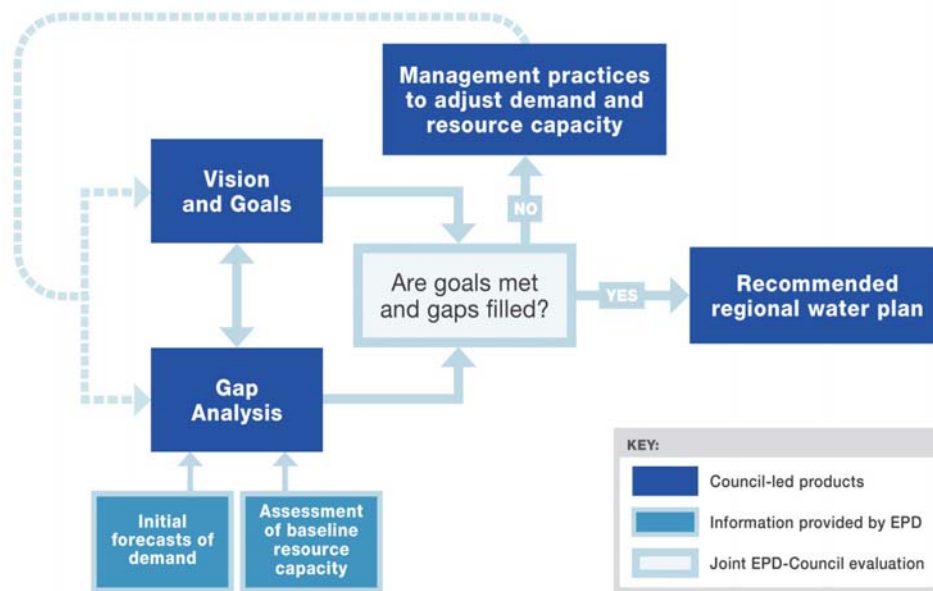 Management practices
to adjust demand and
resource capacity
Vision
and Goals
NO
Are goals met
and gaps filled?
YES
Recommended
regional water plan
Gap
Analysis
Initial
forecasts of
demand
Assessment
of baseline
resource
capacity
KEY:
Council-led products
Information provided by EPD
Joint EPD-Council evaluation